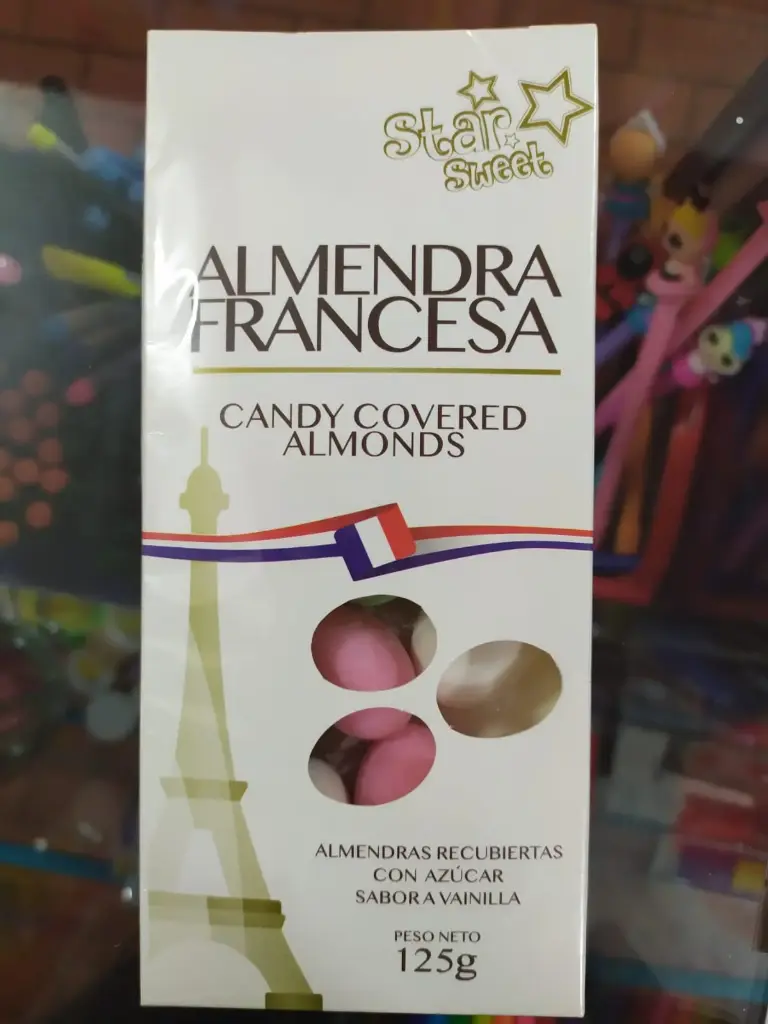 Star
Sweet
ALMENDRA
FRANCESA
CANDY COVERED
ALMONDS
ALMENDRAS RECUBIERTAS
CON AZÚCAR
SABOR A VAINILLA
PESO NETO
125g